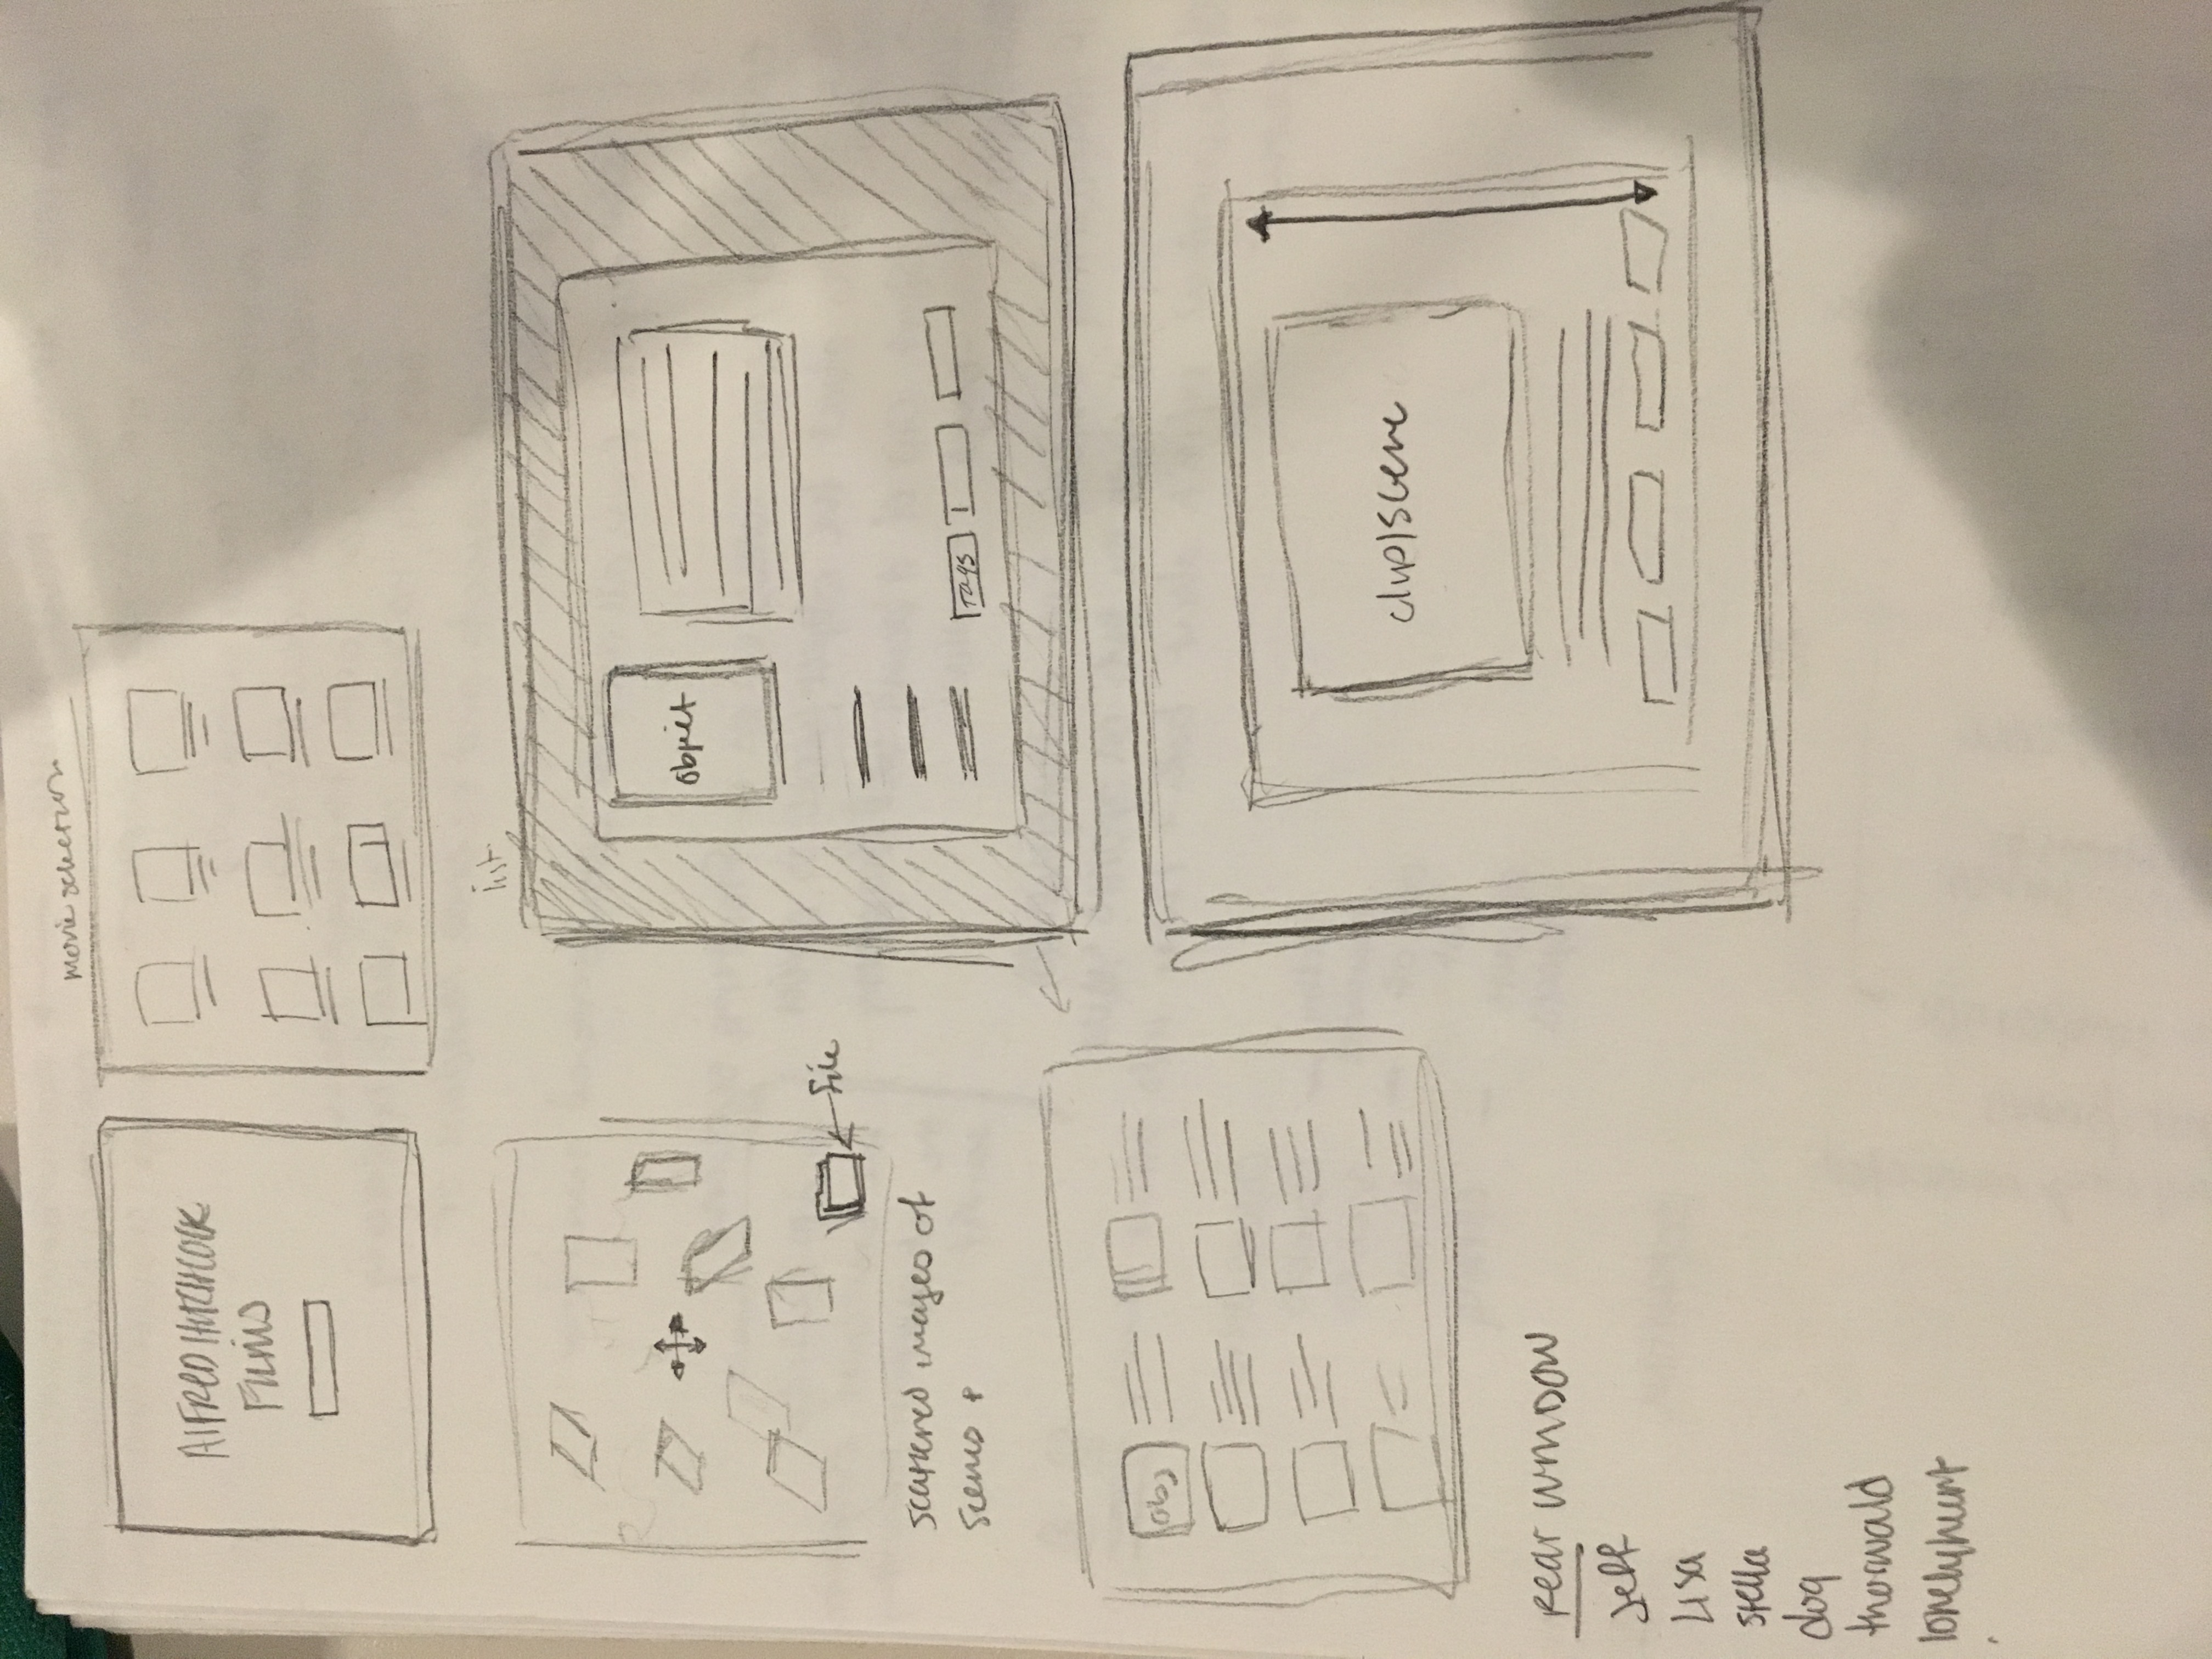 movie selection
AlFRED HITCHCOCK
FILMS
list
object
Tags
file
scattered images of
scenes &
obj
clip/scene
rear window
Jeff
Lisa
stella
dog
thorwald
lonelyheart